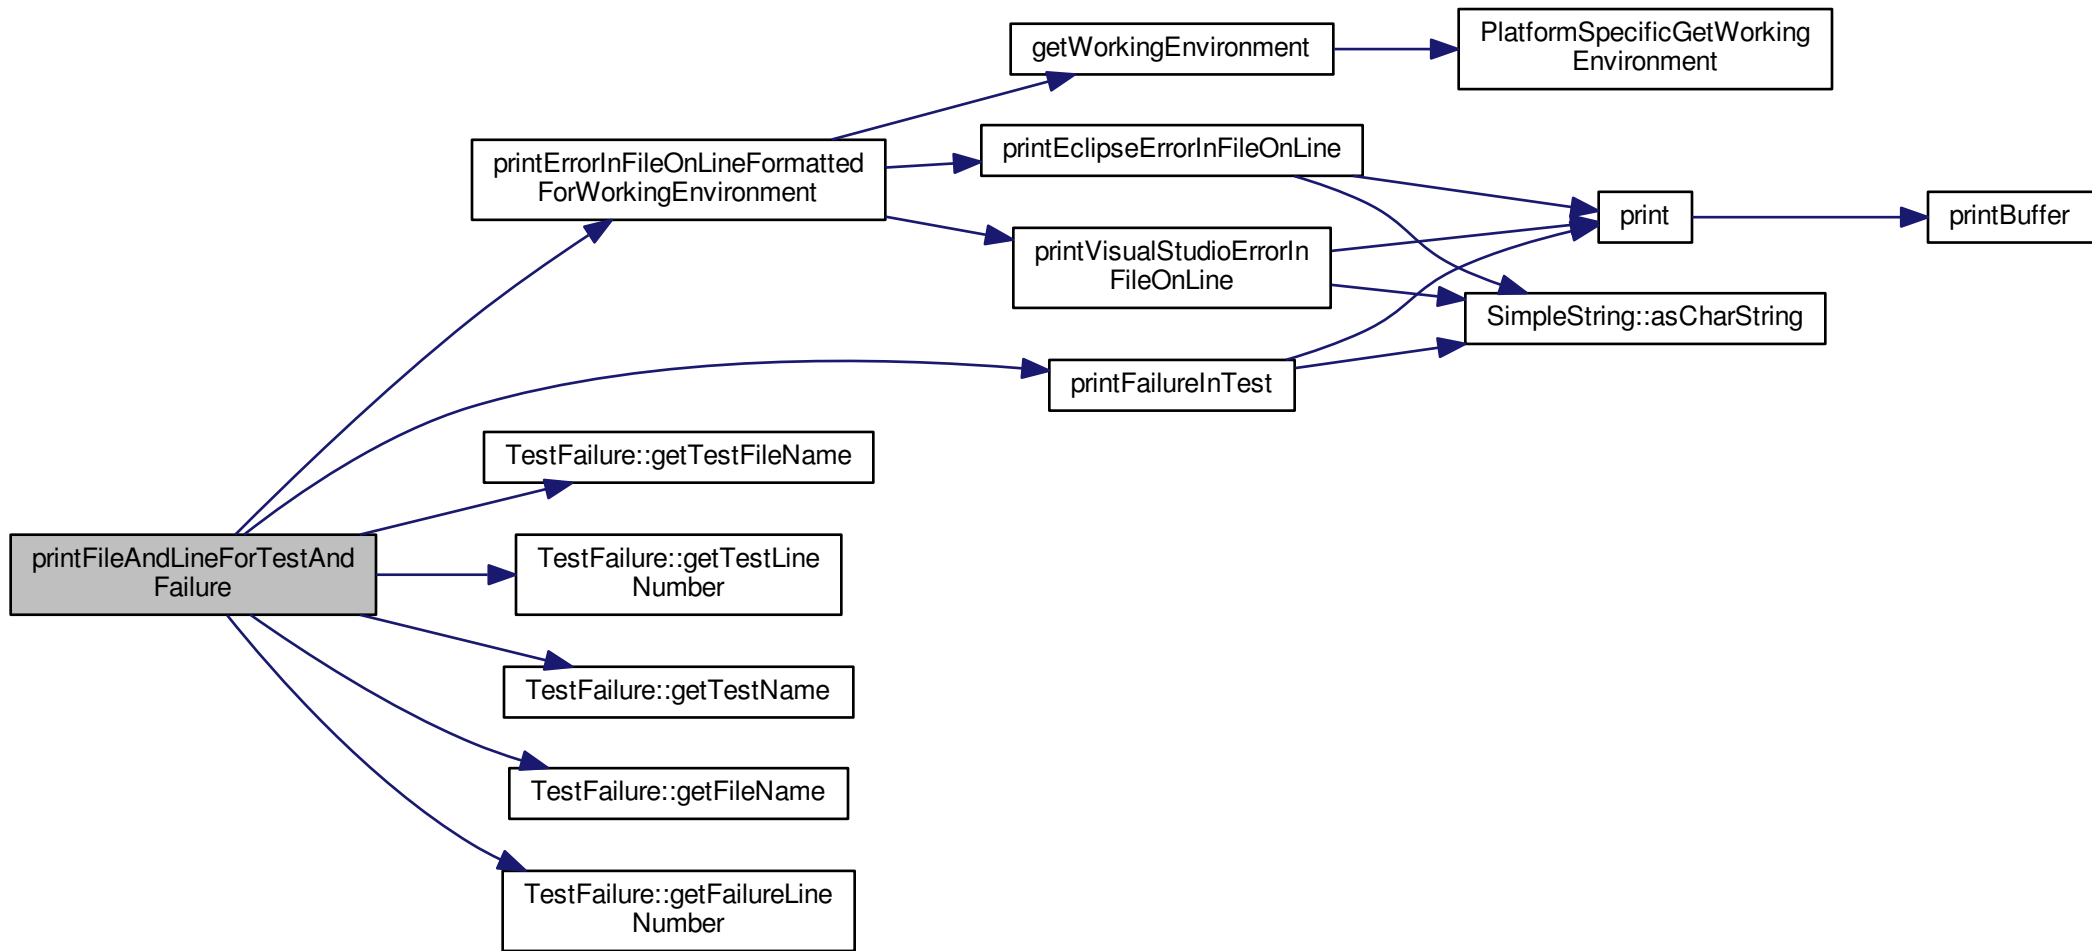 getWorkingEnvironment
PlatformSpecificGetWorking
Environment
printErrorInFileOnLineFormatted
ForWorkingEnvironment
printEclipseErrorInFileOnLine
print
printBuffer
printVisualStudioErrorIn
FileOnLine
SimpleString::asCharString
printFailureInTest
TestFailure::getTestFileName
printFileAndLineForTestAnd
Failure
TestFailure::getTestLine
Number
TestFailure::getTestName
TestFailure::getFileName
TestFailure::getFailureLine
Number